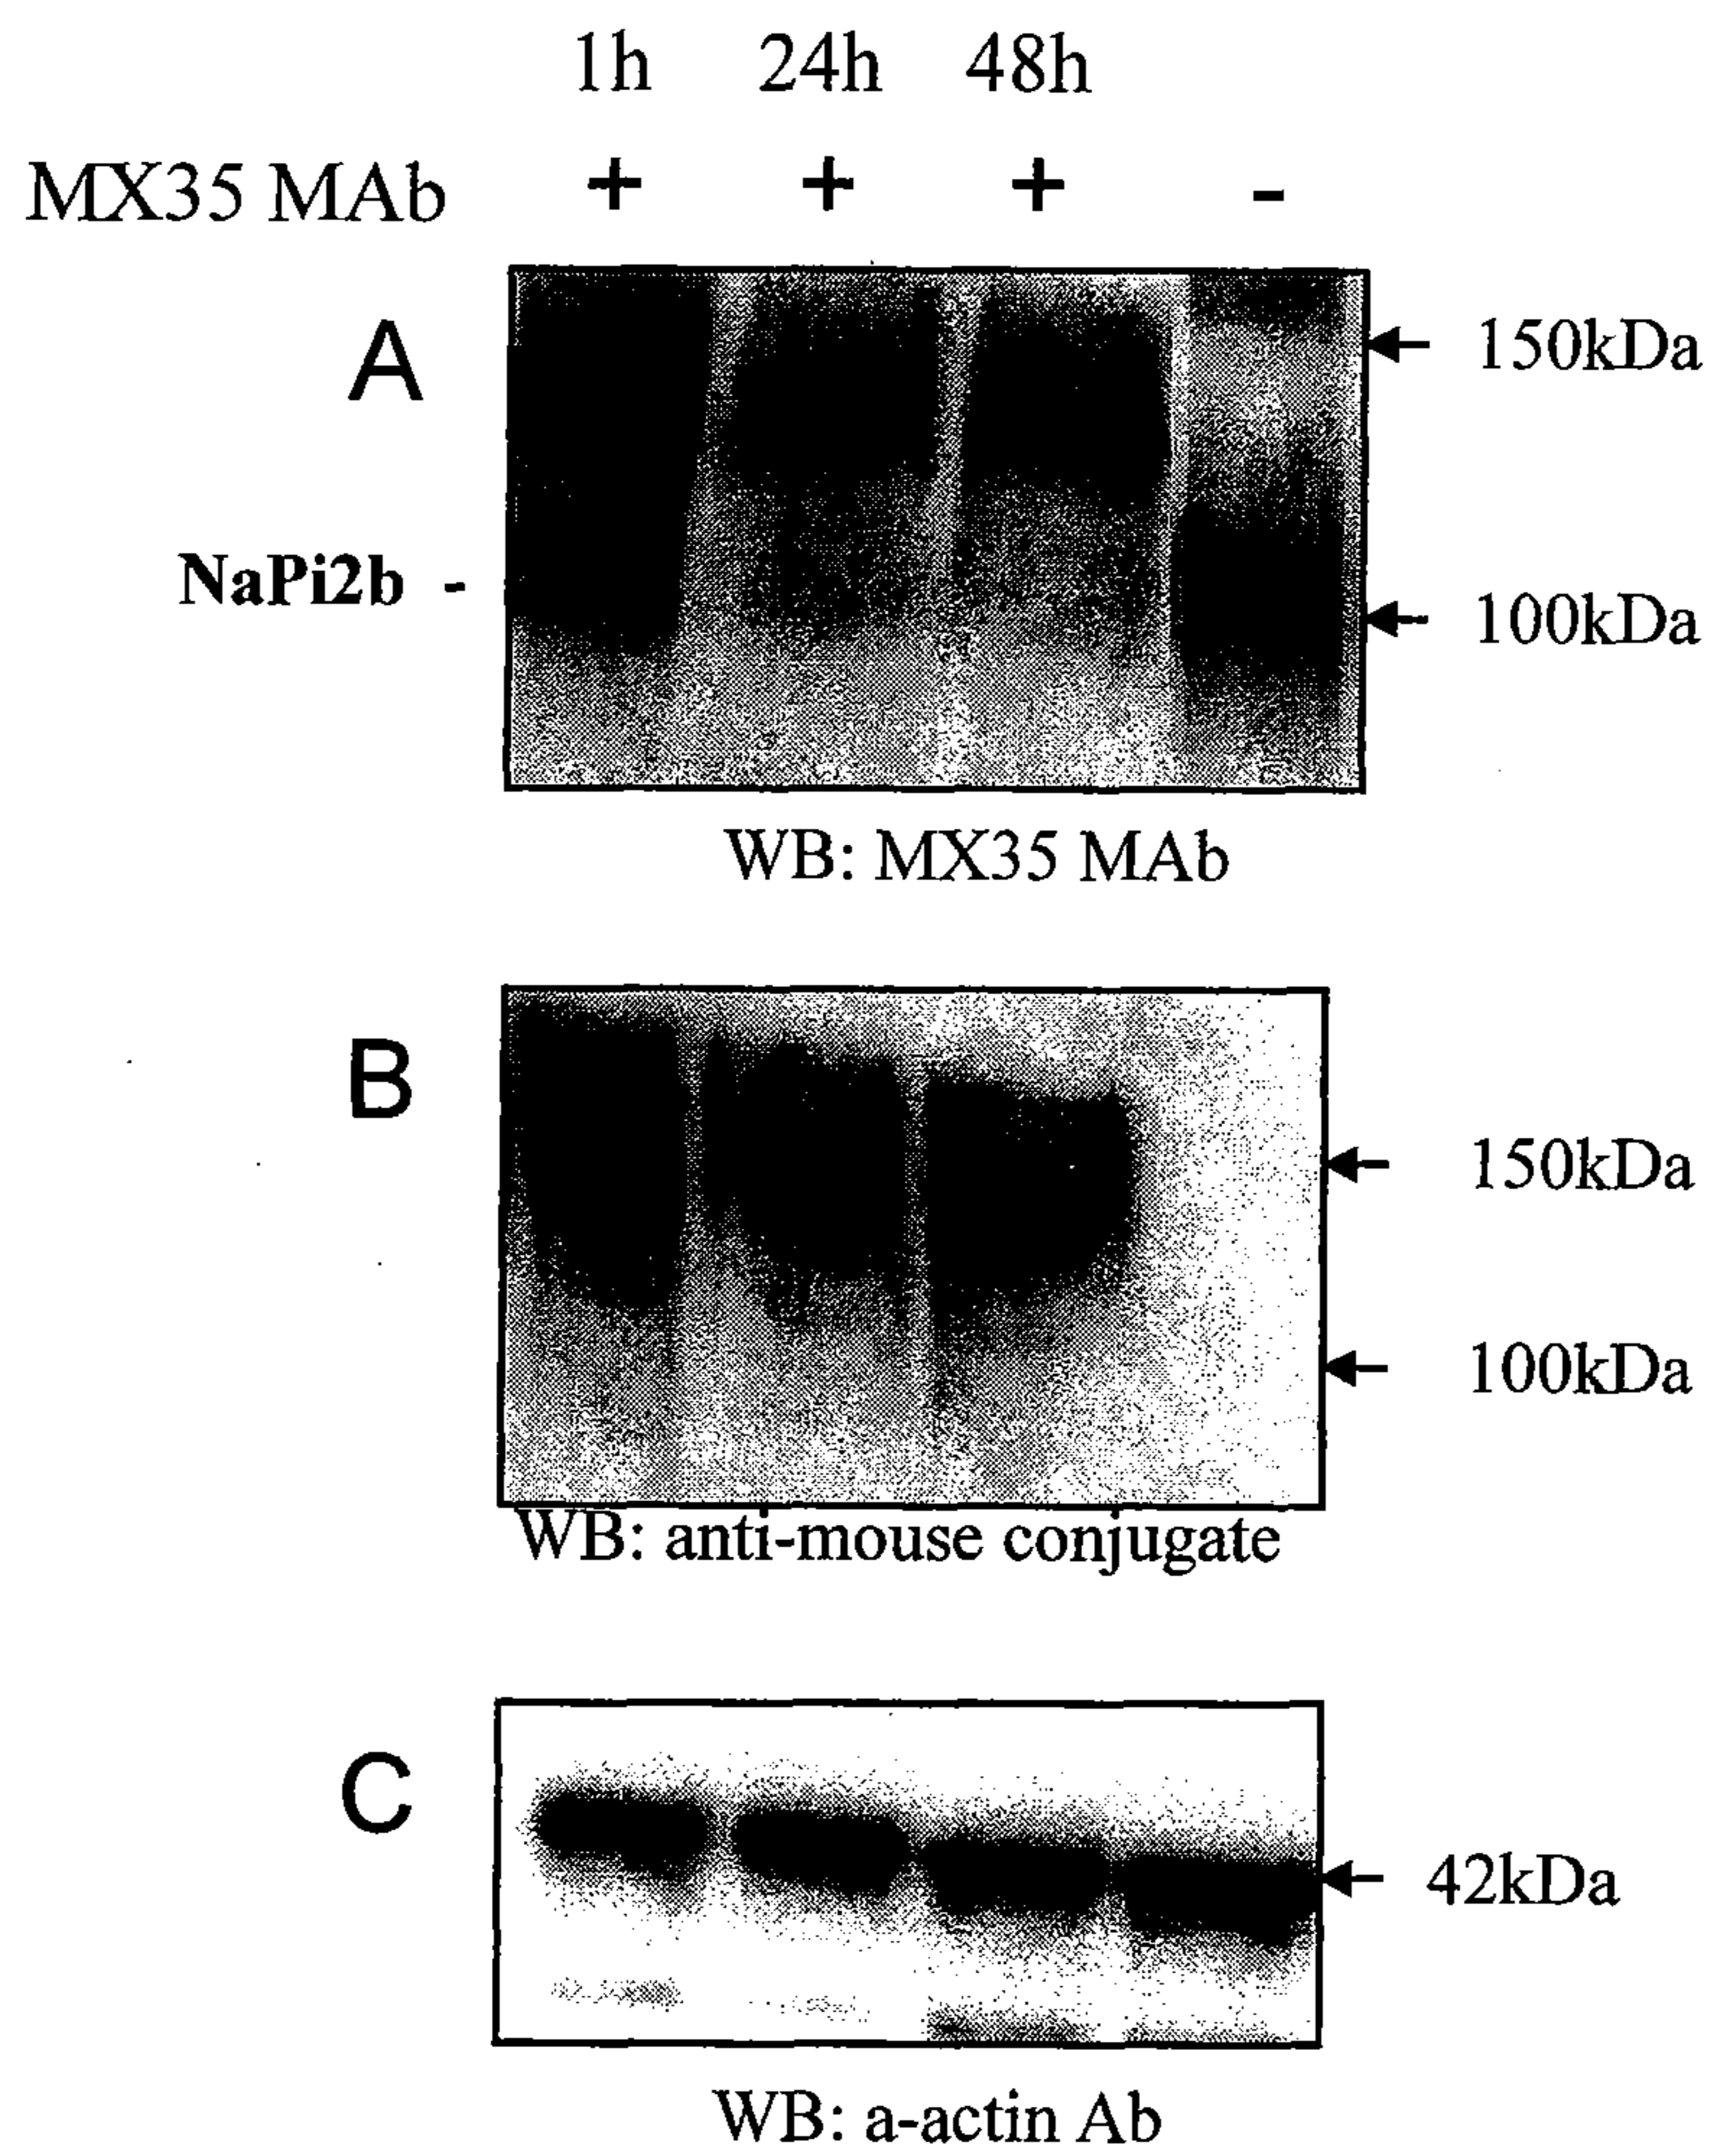 1h 24h 48h
MX35 MAb + + + -
A
150kDa
NaPi2b -
100kDa
WB: MX35 MAb
B
150kDa
100kDa
WB: anti-mouse conjugate
C
42kDa
WB: a-actin Ab